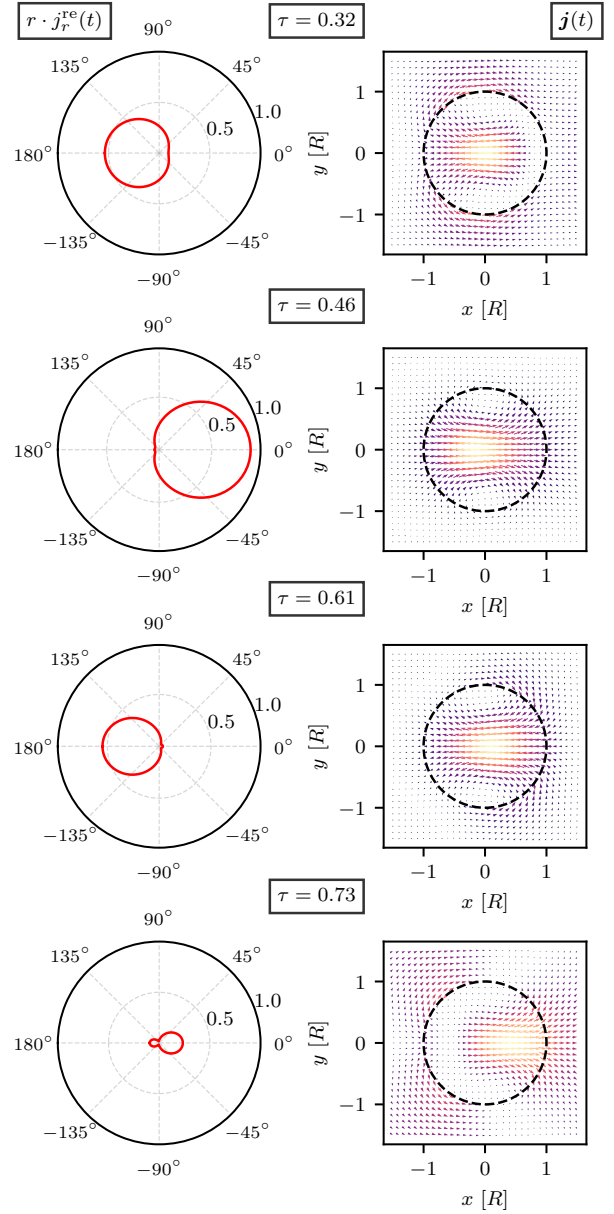 r · j_r^re(t)
τ = 0.32
j(t)
90°
135°
45°
180°
0°
−135°
−45°
−90°
0.5
1.0
y [R]
1
0
−1
−1 0 1
x [R]
τ = 0.46
90°
135°
45°
180°
0°
−135°
−45°
−90°
0.5
1.0
y [R]
1
0
−1
−1 0 1
x [R]
τ = 0.61
90°
135°
45°
180°
0°
−135°
−45°
−90°
0.5
1.0
y [R]
1
0
−1
−1 0 1
x [R]
τ = 0.73
90°
135°
45°
180°
0°
−135°
−45°
−90°
0.5
1.0
y [R]
1
0
−1
−1 0 1
x [R]